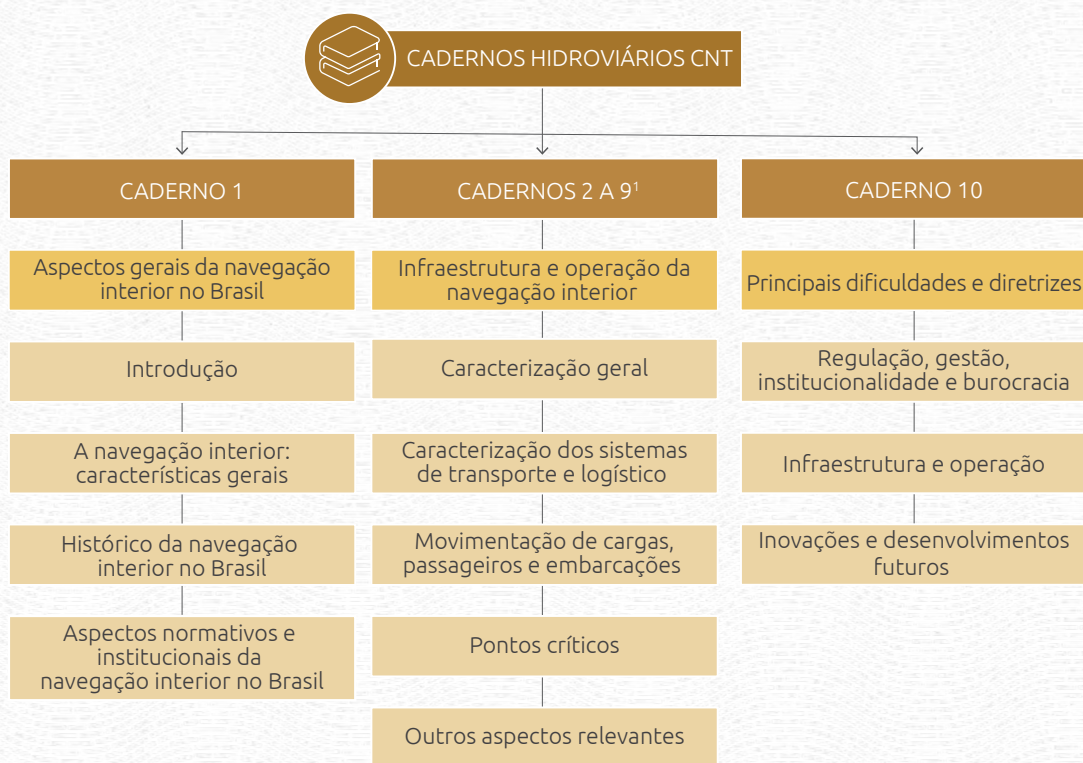 CADERNOS HIDROVIÁRIOS CNT
CADERNO 1
Aspectos gerais da navegação
interior no Brasil
Introdução
A navegação interior:
características gerais
Histórico da navegação
interior no Brasil
Aspectos normativos e
institucionais da
navegação interior no Brasil
CADERNOS 2 A 9¹
Infraestrutura e operação da
navegação interior
Caracterização geral
Caracterização dos sistemas
de transporte e logístico
Movimentação de cargas,
passageiros e embarcações
Pontos críticos
Outros aspectos relevantes
CADERNO 10
Principais dificuldades e diretrizes
Regulação, gestão,
institucionalidade e burocracia
Infraestrutura e operação
Inovações e desenvolvimentos
futuros